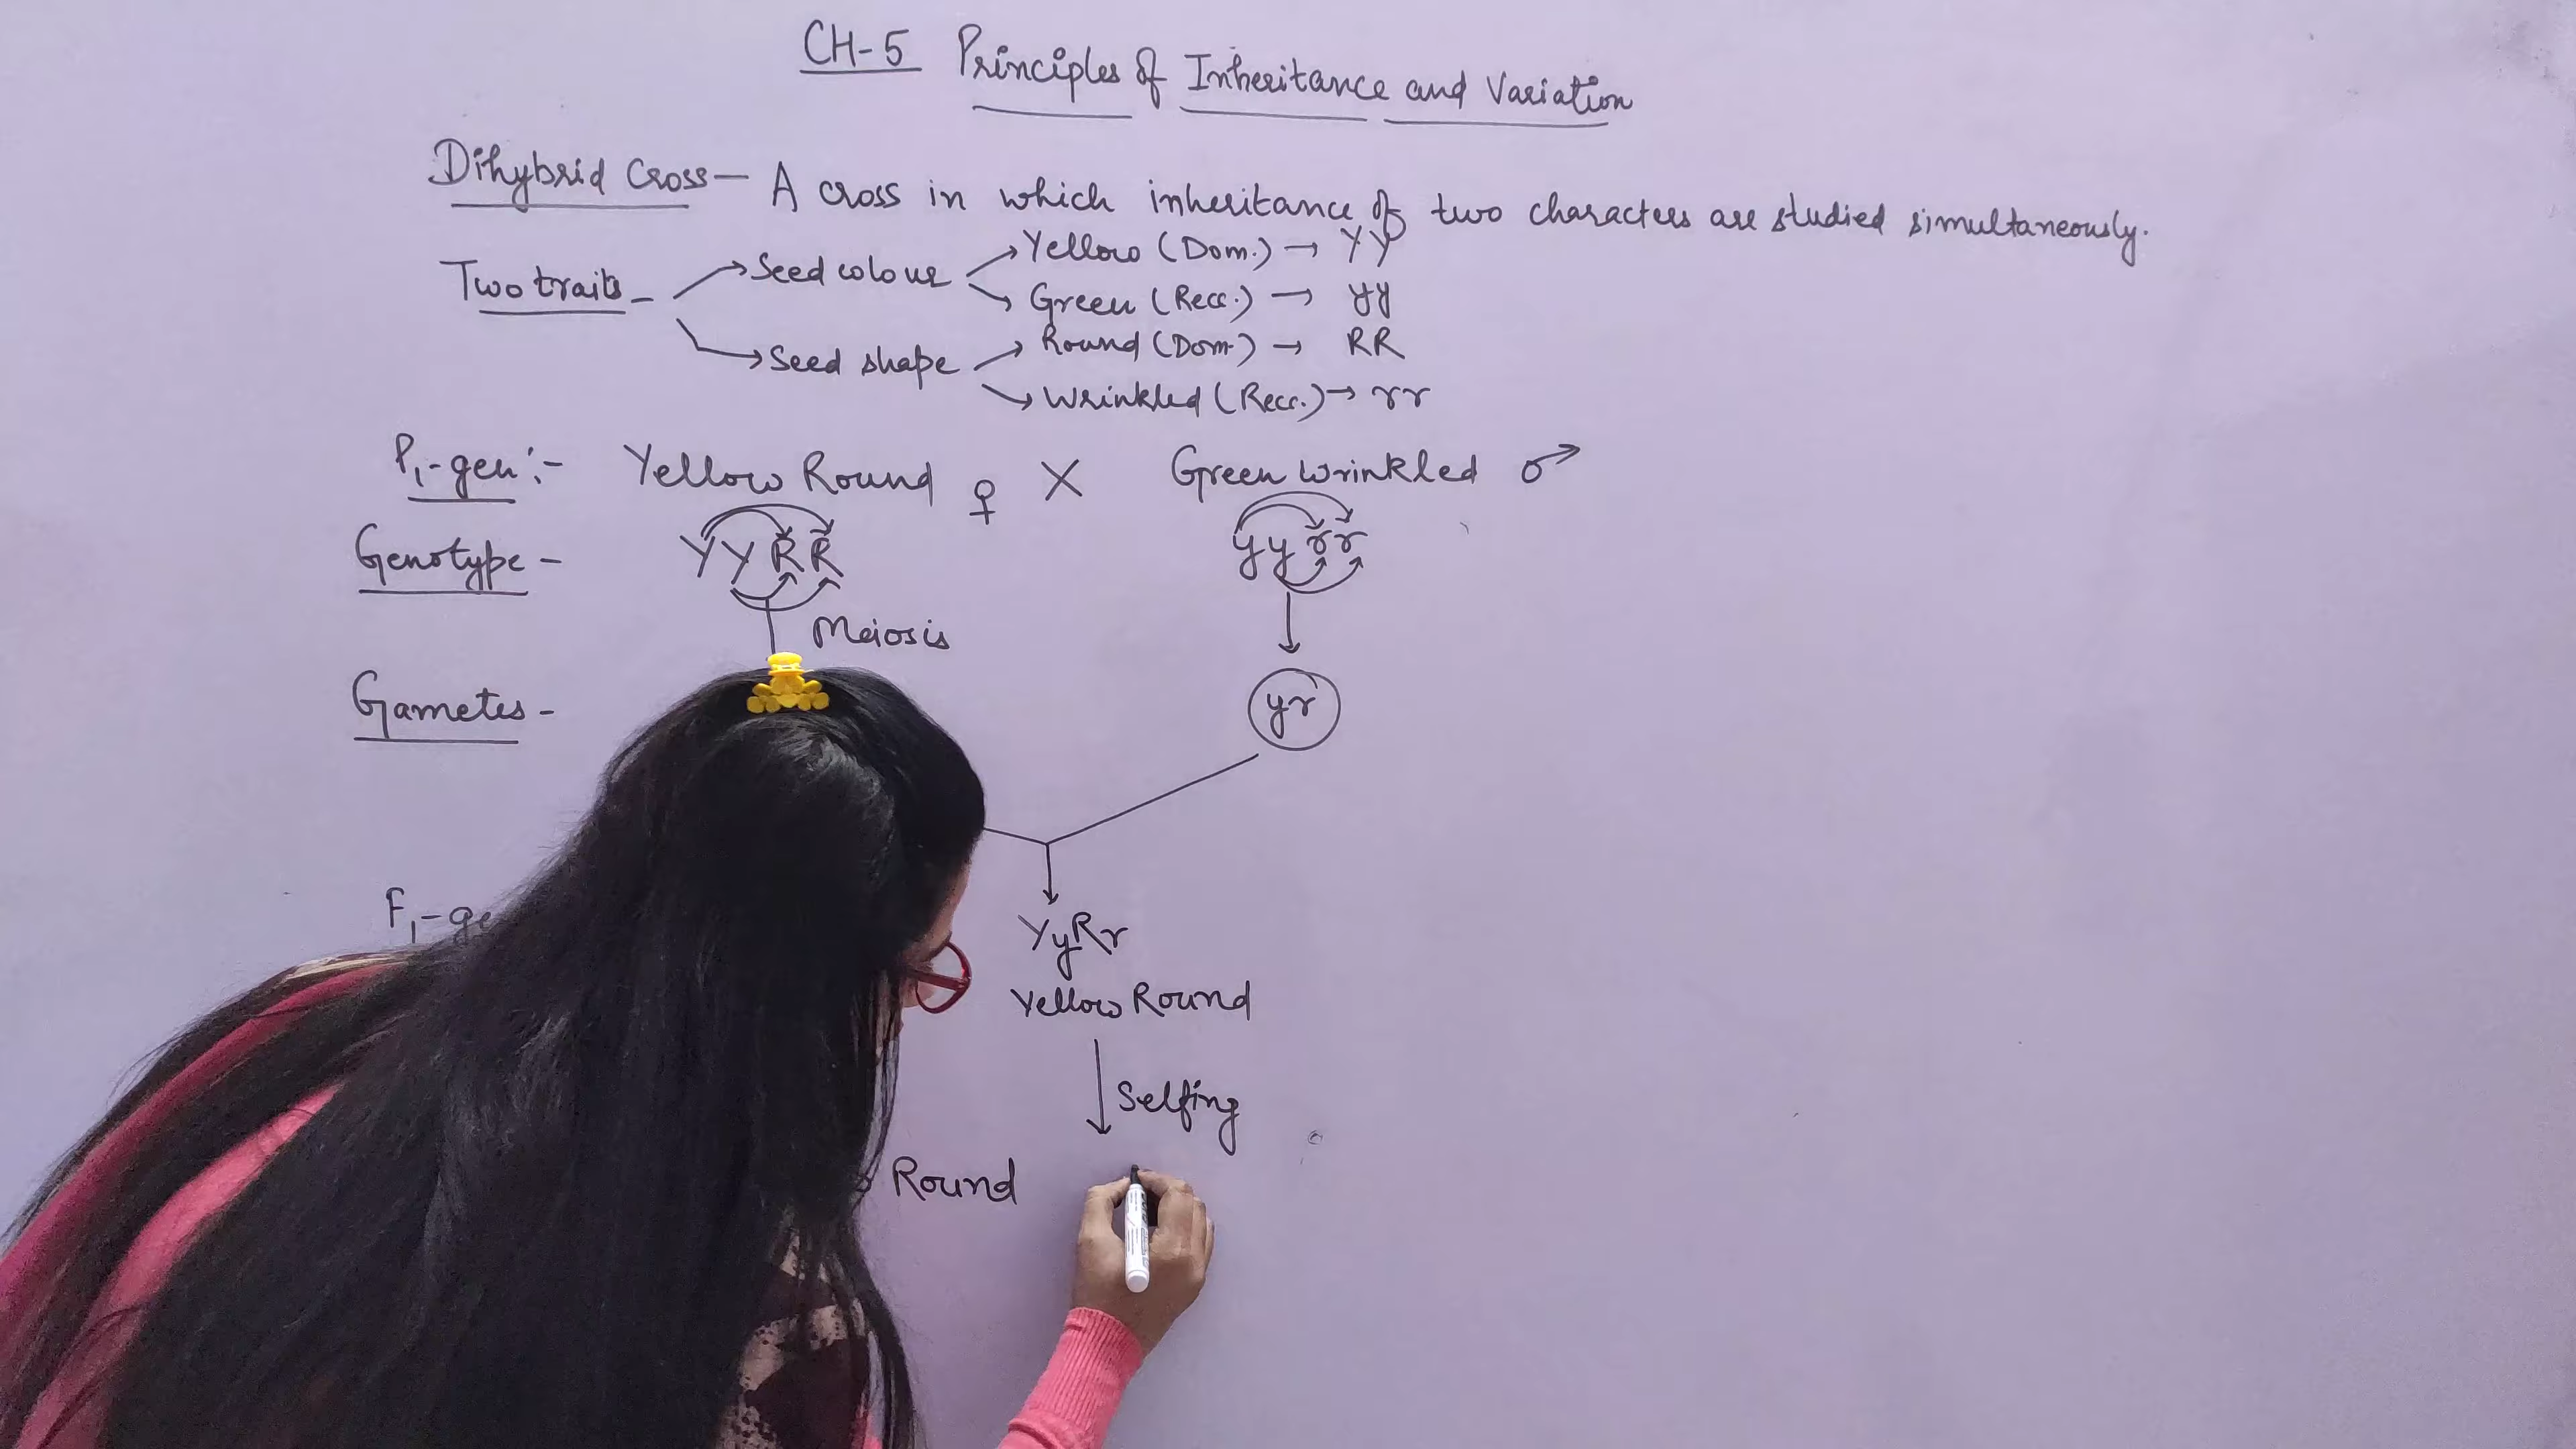 CH-5 Principles of Inheritance and Variation
Dihybrid Cross— A cross in which inheritance of two characters are studied simultaneously.
Two traits - → Seed colour → Yellow (Dom.) → YY
→ Green (Recc.) → yy
→ Seed shape → Round (Dom.) → RR
→ Wrinkled (Recc.) → rr
P₁-gen :- Yellow Round ♀ X Green Wrinkled ♂
Genotype - YYRR yyrr
Meiosis
Gametes - yr
F₁-ge YyRr
Yellow Round
Selfing
Round